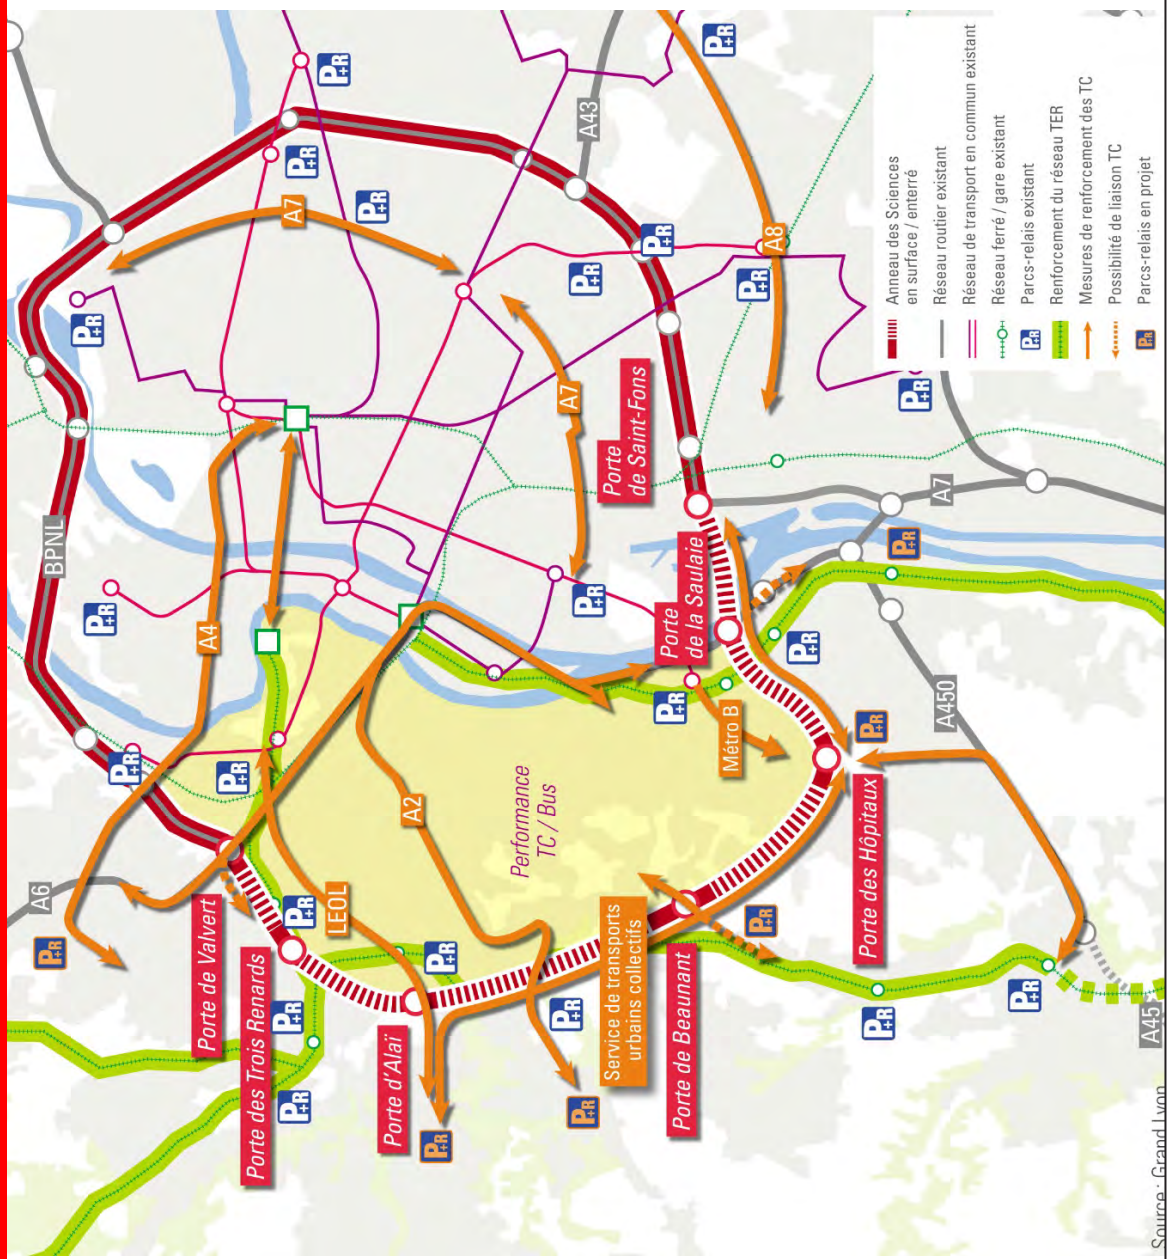 P+R
A6
BPNL
P+R
P+R
P+R
A4
Porte de Valvert
P+R
Porte des Trois Renards
P+R
P+R
P+R
A7
P+R
P+R
LEOL
P+R
Porte d'Alaï
A2
P+R
P+R
Performance
TC / Bus
P+R
A7
A43
P+R
P+R
P+R
Service de transports
urbains collectifs
Porte
de Saint-Fons
P+R
P+R
P+R
Porte
de la Saulaie
Porte de Beaunant
P+R
Métro B
P+R
P+R
A8
P+R
Porte des Hôpitaux
P+R
P+R
P+R
P+R
A450
A7
P+R
A45
Anneau des Sciences
en surface / enterré
Réseau routier existant
Réseau de transport en commun existant
Réseau ferré / gare existant
P+R Parcs-relais existant
Renforcement du réseau TER
Mesures de renforcement des TC
Possibilité de liaison TC
P+R Parcs-relais en projet
Source : Grand Lyon